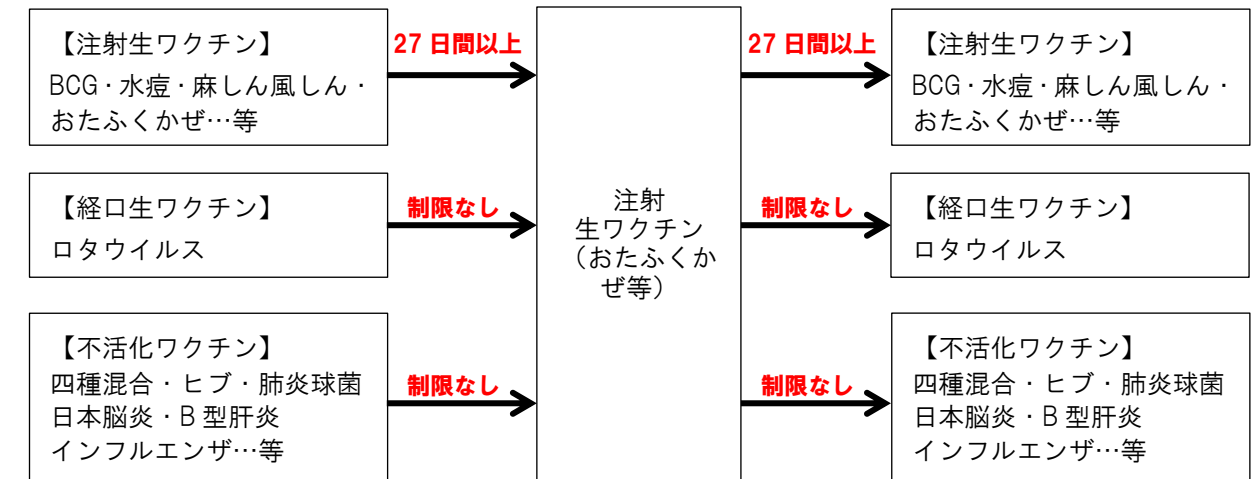 【注射生ワクチン】
BCG・水痘・麻しん風しん・
おたふくかぜ…等
27日間以上
【経口生ワクチン】
ロタウイルス
制限なし
【不活化ワクチン】
四種混合・ヒブ・肺炎球菌
日本脳炎・B型肝炎
インフルエンザ…等
制限なし
注射
生ワクチン
（おたふくか
ぜ等）
27日間以上
【注射生ワクチン】
BCG・水痘・麻しん風しん・
おたふくかぜ…等
制限なし
【経口生ワクチン】
ロタウイルス
制限なし
【不活化ワクチン】
四種混合・ヒブ・肺炎球菌
日本脳炎・B型肝炎
インフルエンザ…等